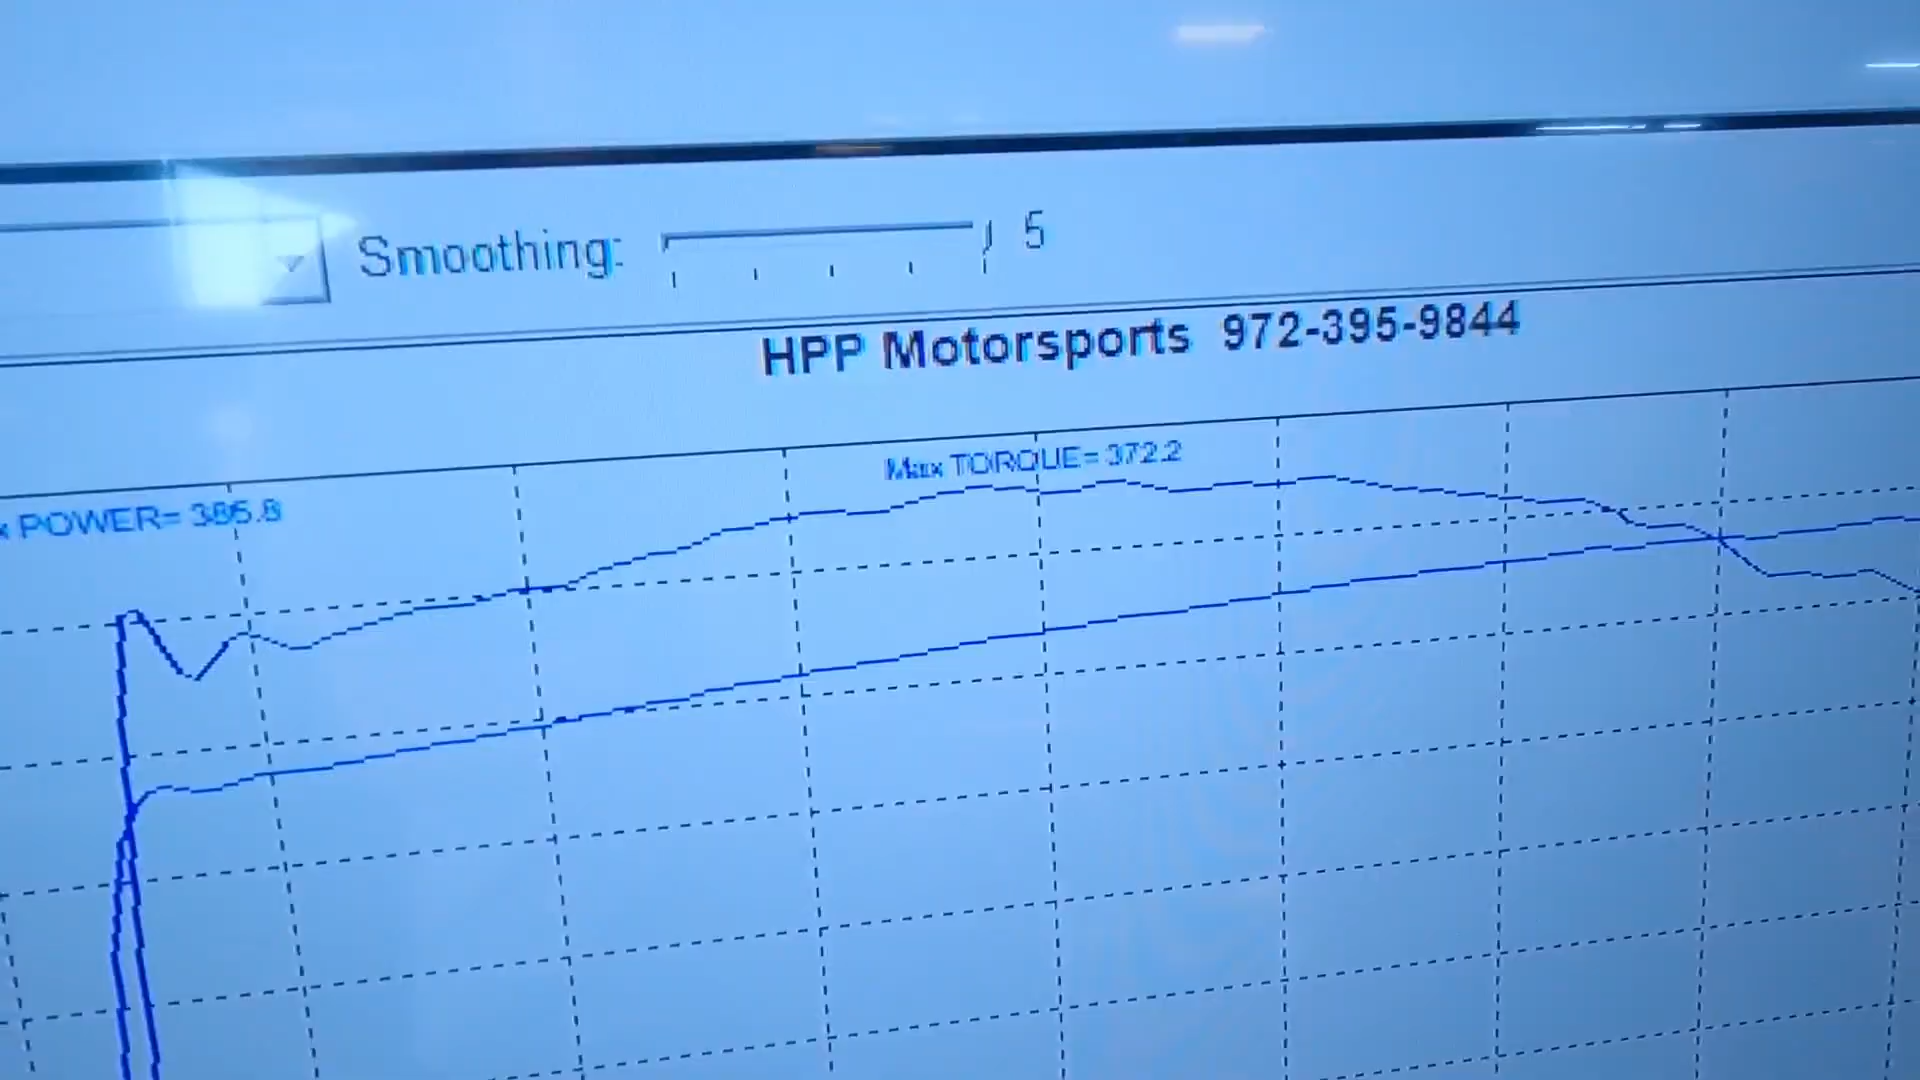 Smoothing: 5
HPP Motorsports 972-395-9844
Max TORQUE= 372.2
x POWER= 385.8